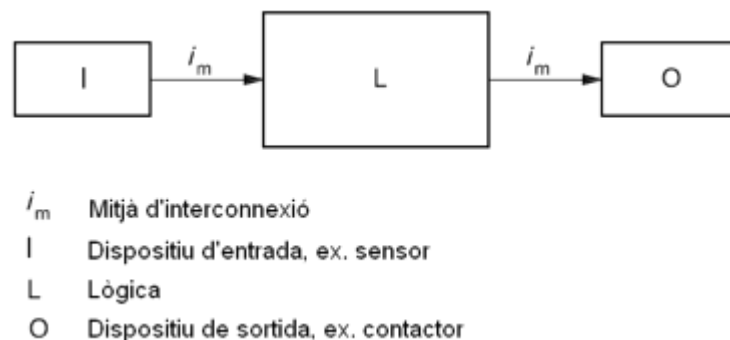 I i_m L i_m O
i_m Mitjà d'interconnexió
I Dispositiu d'entrada, ex. sensor
L Lògica
O Dispositiu de sortida, ex. contactor